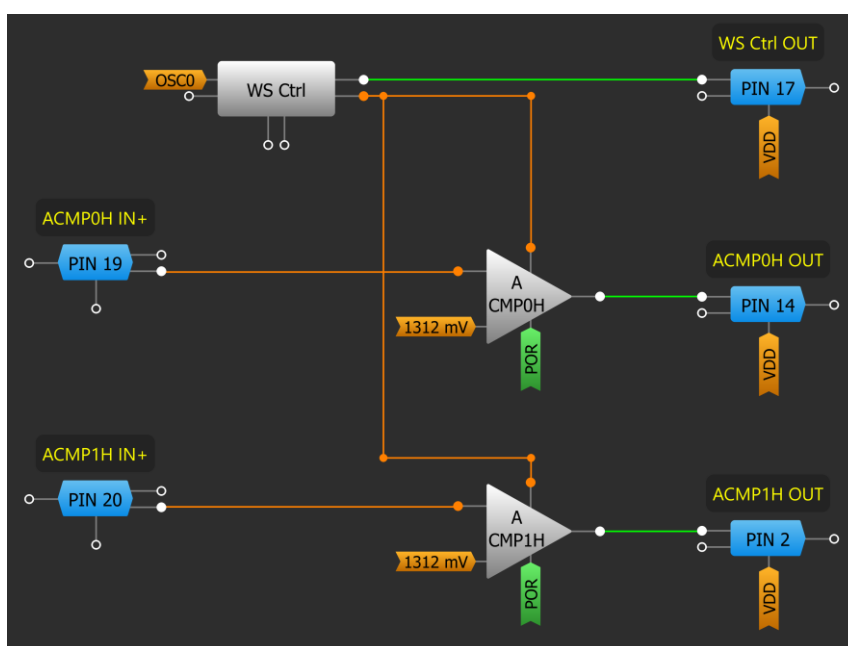 WS Ctrl OUT
OSC0
WS Ctrl
PIN 17
VDD
ACMP0H IN+
PIN 19
A
CMP0H
1312 mV
POR
ACMP0H OUT
PIN 14
VDD
ACMP1H IN+
PIN 20
A
CMP1H
1312 mV
POR
ACMP1H OUT
PIN 2
VDD